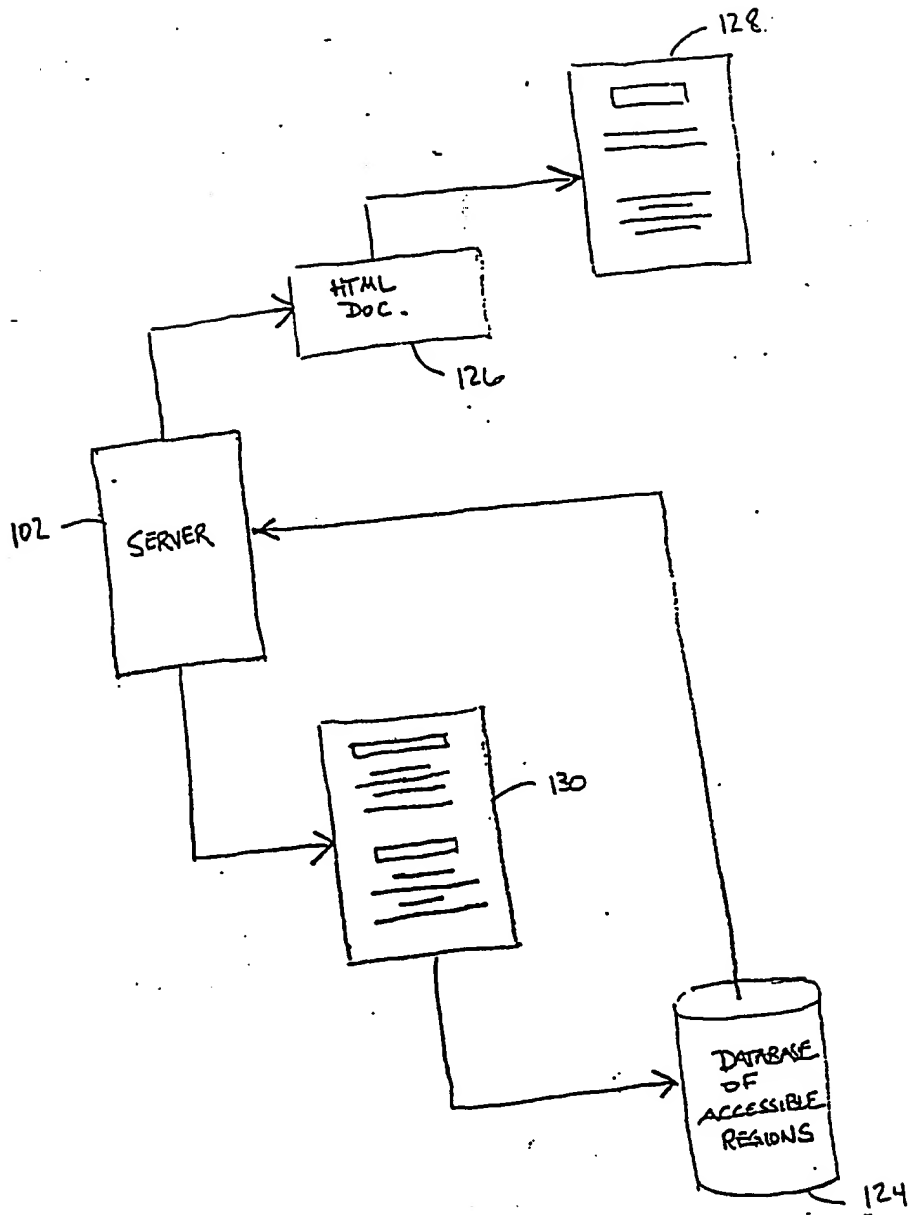 128.
HTML
DOC.
126
102
SERVER
130
DATABASE
OF
ACCESSIBLE
REGIONS
124